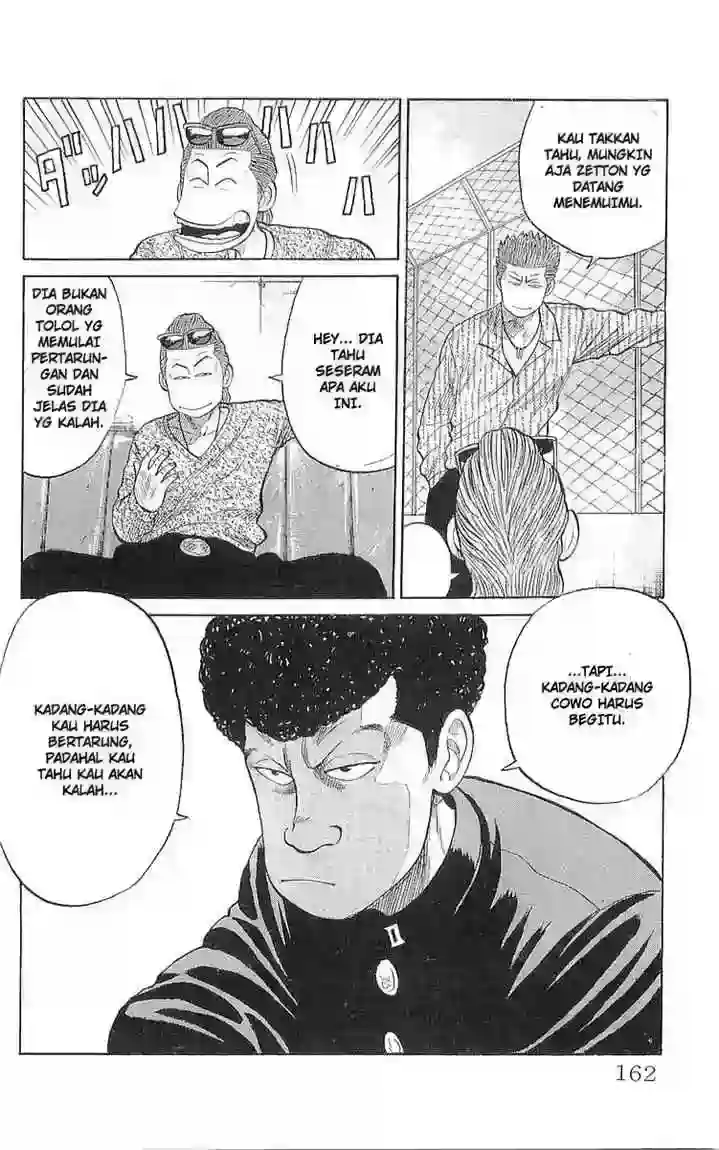 KAU TAKKAN
TAHU, MUNGKIN
AJA ZETTON YG
DATANG
MENEMUIMU.
ダッハハハハハハ
HEY... DIA
TAHU
SESERAM
APA AKU
INI.
DIA BUKAN
ORANG
TOLOL YG
MEMULAI
PERTARUN-
GAN DAN
SUDAH
JELAS DIA
YG KALAH.
...TAPI...
KADANG-KADANG
COWO HARUS
BEGITU.
KADANG-KADANG
KAU HARUS
BERTARUNG,
PADAHAL KAU
TAHU KAU AKAN
KALAH...
162